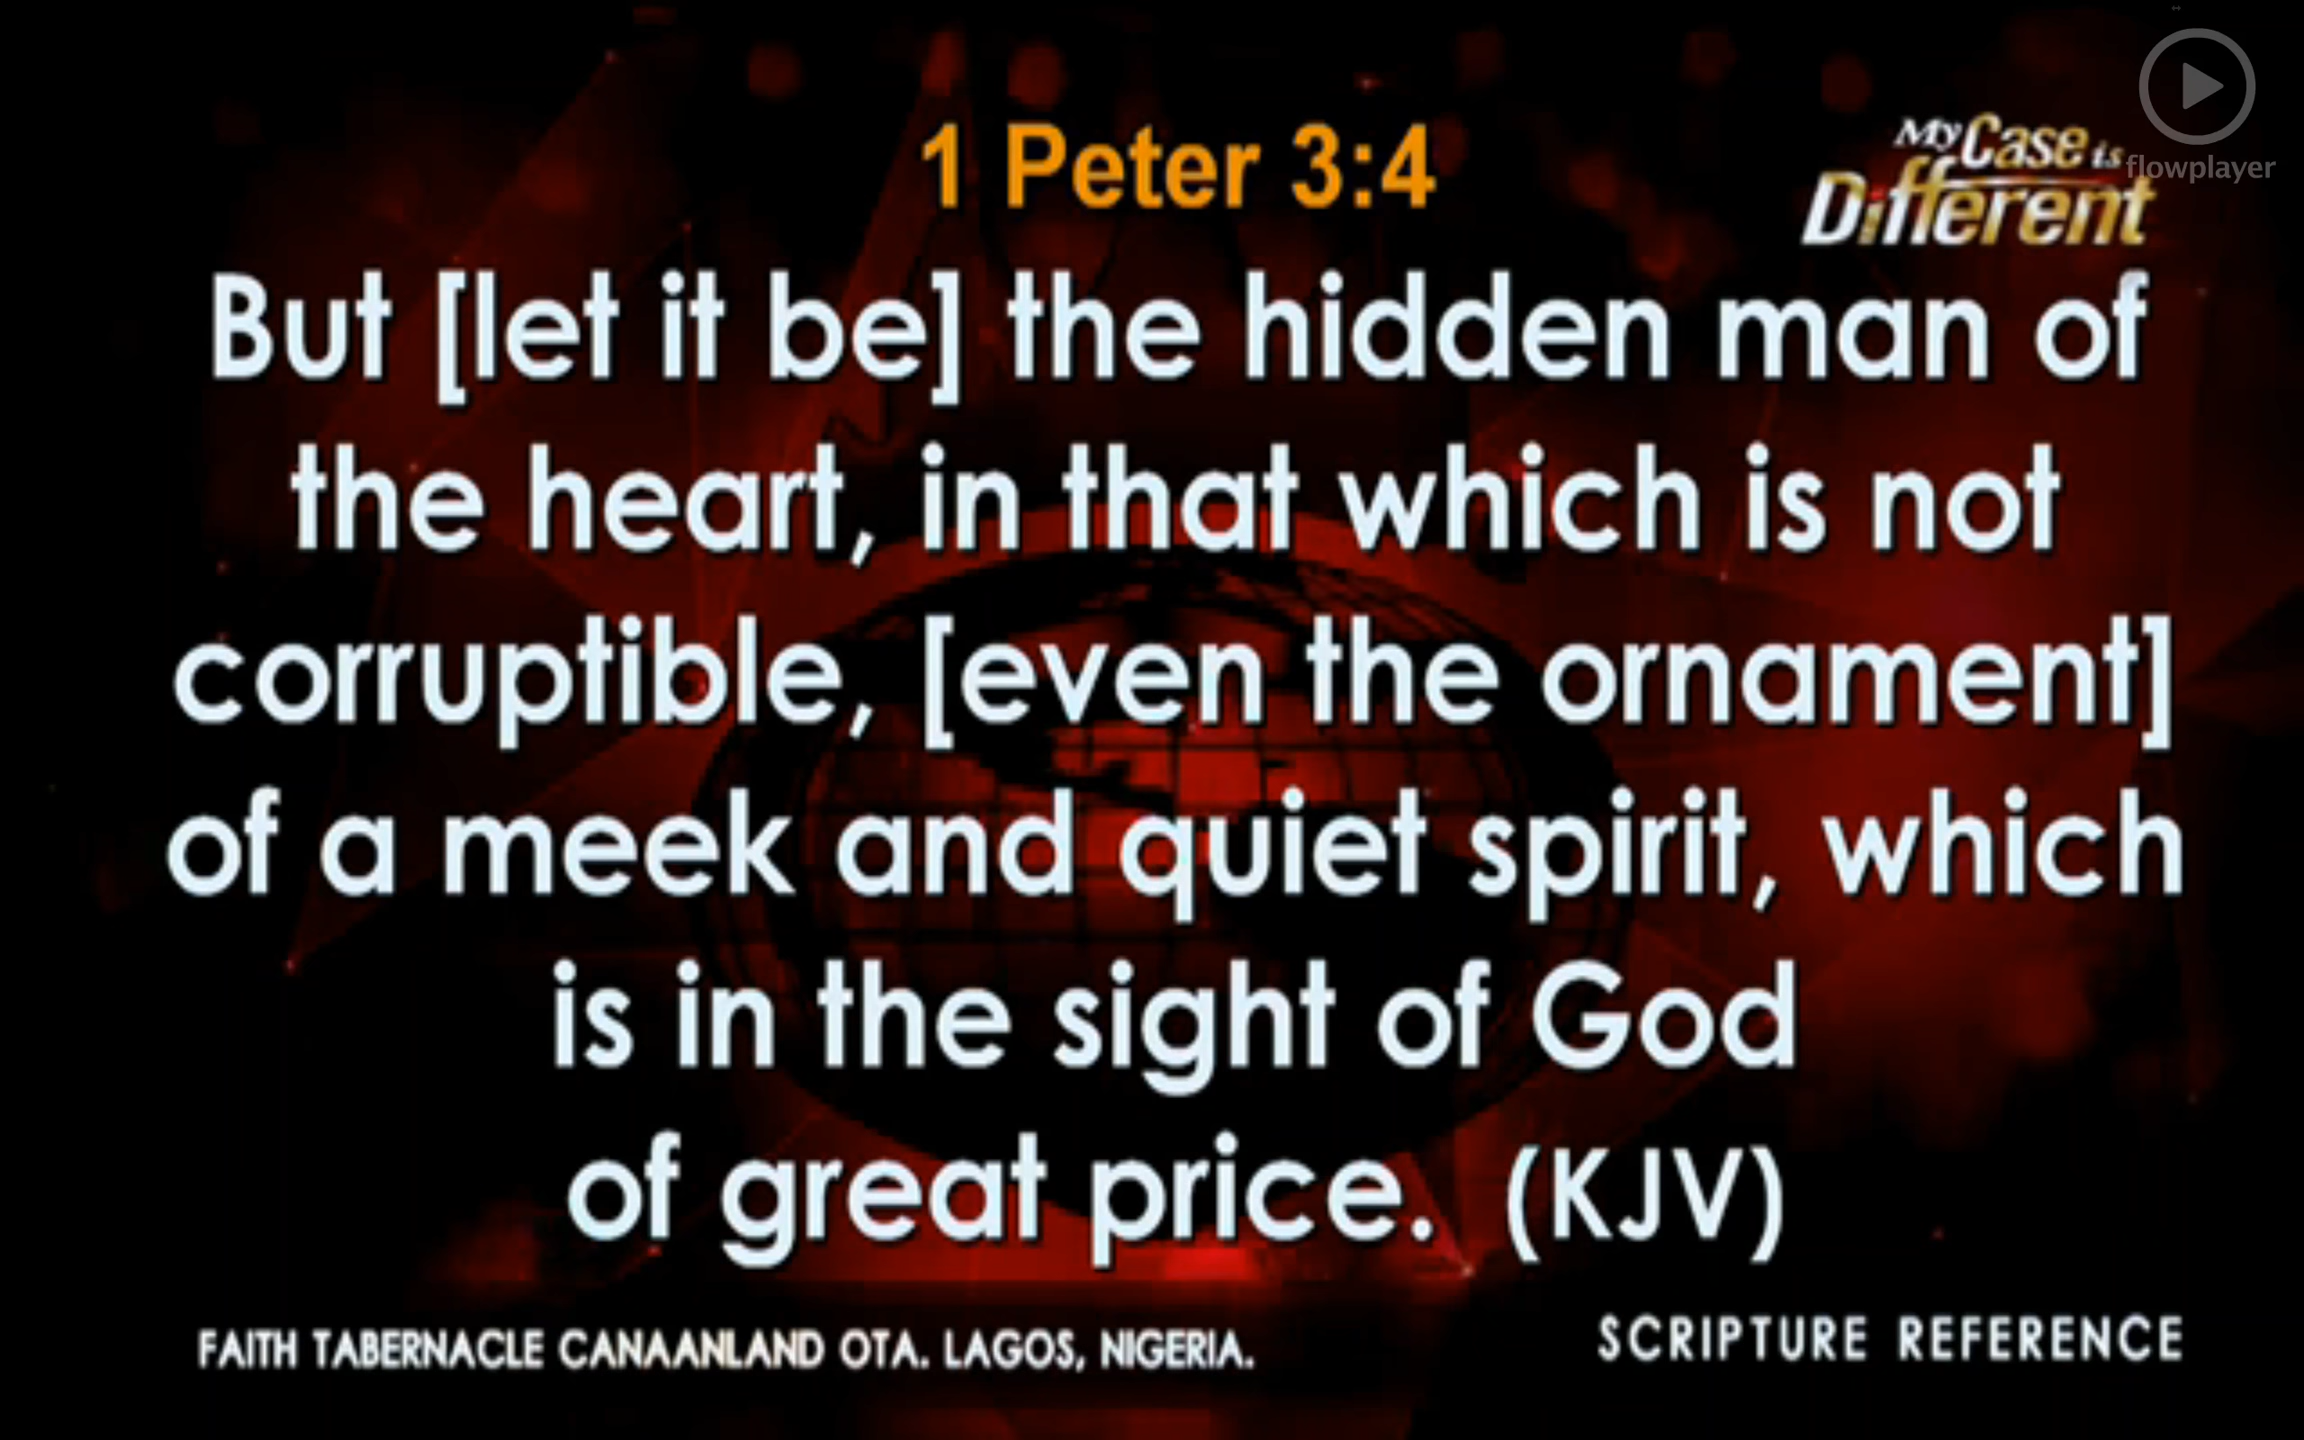 1 Peter 3:4
My Case is
Different
flowplayer
But [let it be] the hidden man of
the heart, in that which is not
corruptible, [even the ornament]
of a meek and quiet spirit, which
is in the sight of God
of great price. (KJV)
FAITH TABERNACLE CANAANLAND OTA. LAGOS, NIGERIA.
SCRIPTURE REFERENCE